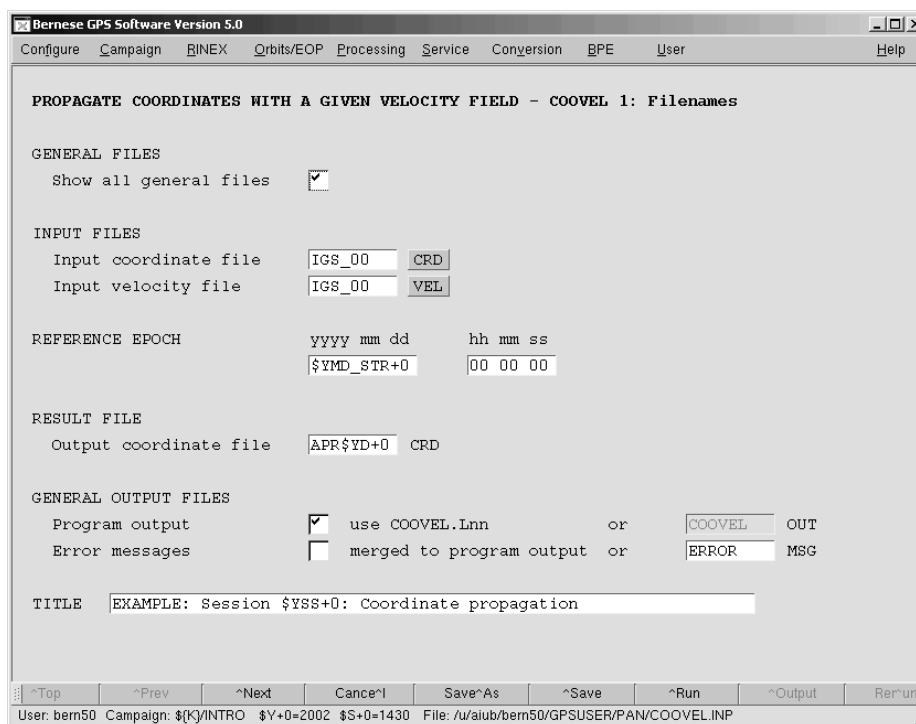 Bernese GPS Software Version 5.0
Configure Campaign RINEX Orbits/EOP Processing Service Conversion BPE User Help
PROPAGATE COORDINATES WITH A GIVEN VELOCITY FIELD - COOVEL 1: Filenames
GENERAL FILES
Show all general files
INPUT FILES
Input coordinate file IGS_00 CRD
Input velocity file IGS_00 VEL
REFERENCE EPOCH yyyy mm dd hh mm ss
$YMD_STR+0 00 00 00
RESULT FILE
Output coordinate file APR$YD+0 CRD
GENERAL OUTPUT FILES
Program output use COOVEL.Lnn or COOVEL OUT
Error messages merged to program output or ERROR MSG
TITLE EXAMPLE: Session $YSS+0: Coordinate propagation
^Top ^Prev ^Next Cance^l Save^As ^Save ^Run ^Output Rer^un
User: bern50 Campaign: ${K}/INTRO $Y+0=2002 $S+0=1430 File: /u/aiub/bern50/GPSUSER/PAN/COOVEL.INP